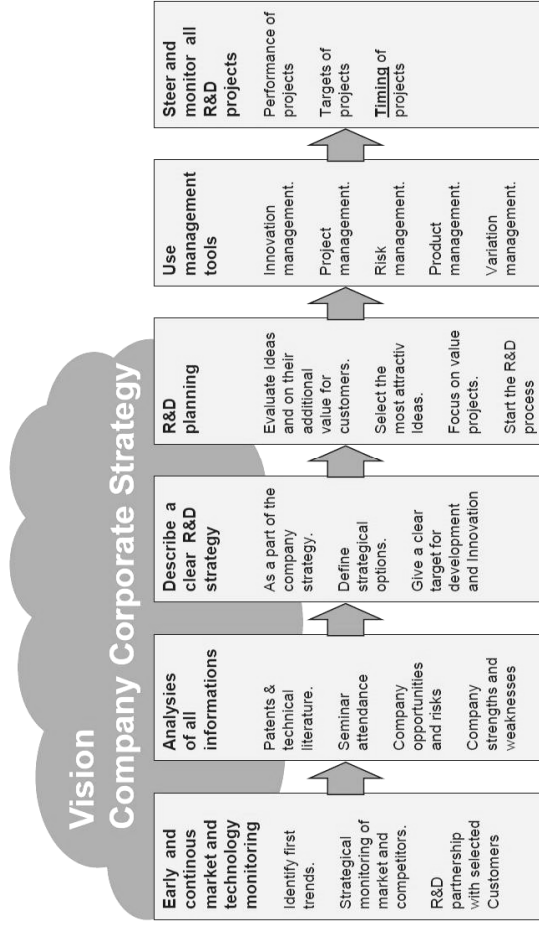 Vision
Company Corporate Strategy
Early and
continous
market and
technology
monitoring
Identify first
trends.
Strategical
monitoring of
market and
competitors.
R&D
partnership
with selected
Customers
Analysies
of all
informations
Patents &
technical
literature.
Seminar
attendance
Company
opportunities
and risks
Company
strengths and
weaknesses
Describe a
clear R&D
strategy
As a part of the
company
strategy.
Define
strategical
options.
Give a clear
target for
development
and Innovation
R&D
planning
Evaluate Ideas
and on their
additional
value for
customers.
Select the
most attractiv
Ideas.
Focus on value
projects.
Start the R&D
process
Use
management
tools
Innovation
management.
Project
management.
Risk
management.
Product
management.
Variation
management.
Steer and
monitor all
R&D
projects
Performance of
projects
Targets of
projects
Timing of
projects